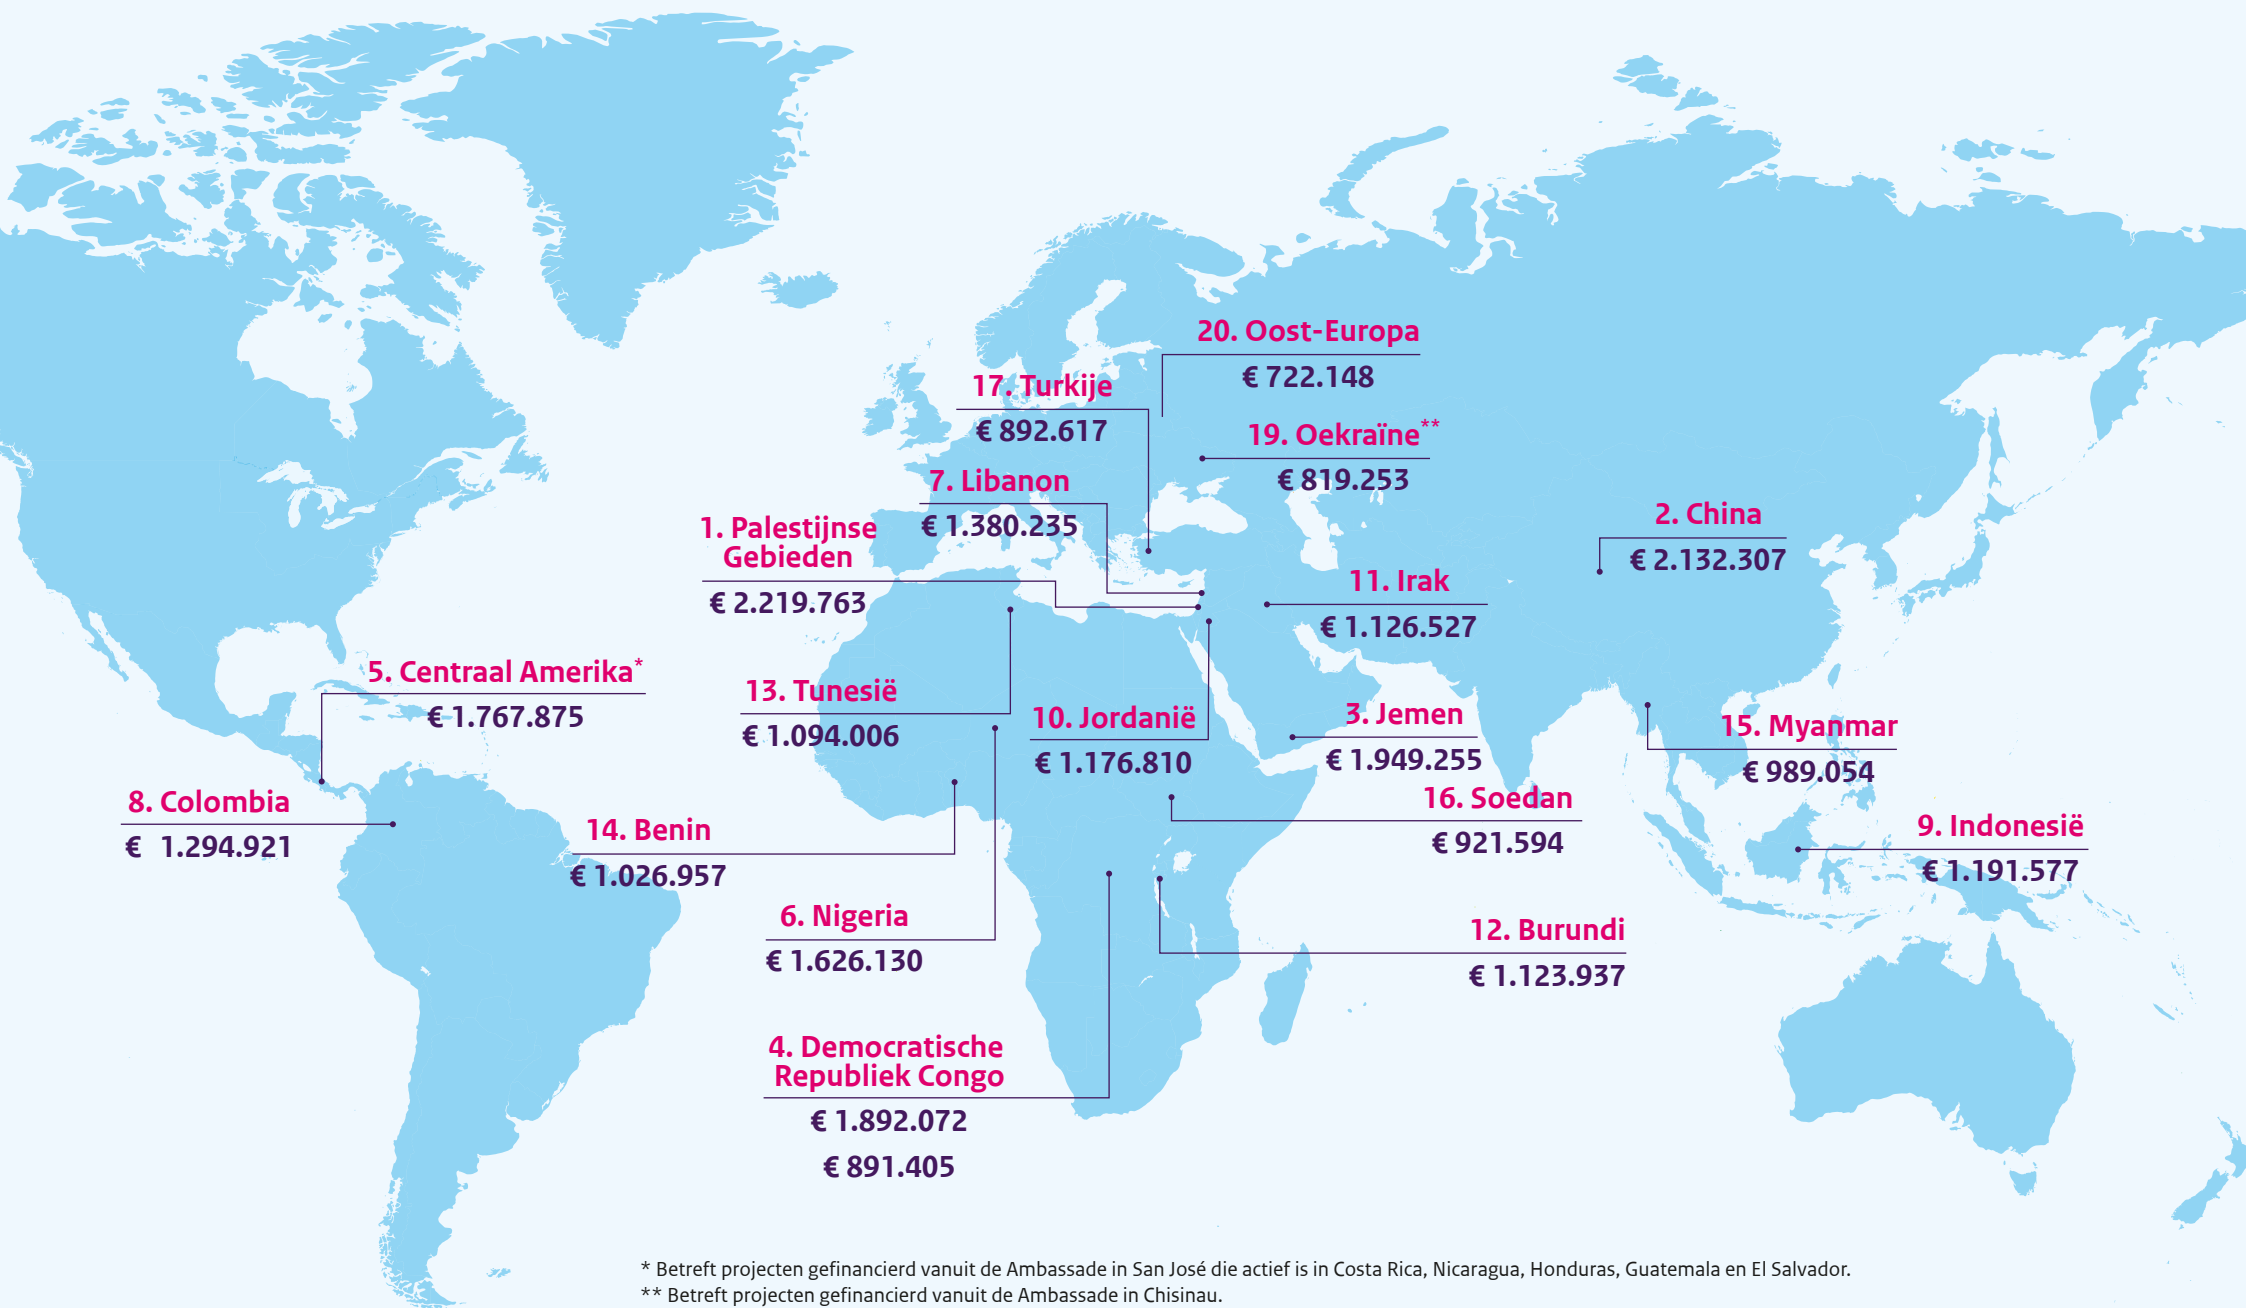 20. Oost-Europa
€ 722.148
17. Turkije
€ 892.617
19. Oekraïne**
€ 819.253
7. Libanon
€ 1.380.235
1. Palestijnse
Gebieden
€ 2.219.763
2. China
€ 2.132.307
11. Irak
€ 1.126.527
5. Centraal Amerika*
€ 1.767.875
13. Tunesië
€ 1.094.006
10. Jordanië
€ 1.176.810
3. Jemen
€ 1.949.255
15. Myanmar
€ 989.054
8. Colombia
€ 1.294.921
14. Benin
€ 1.026.957
16. Soedan
€ 921.594
9. Indonesië
€ 1.191.577
6. Nigeria
€ 1.626.130
12. Burundi
€ 1.123.937
4. Democratische
Republiek Congo
€ 1.892.072
€ 891.405
* Betreft projecten gefinancierd vanuit de Ambassade in San José die actief is in Costa Rica, Nicaragua, Honduras, Guatemala en El Salvador.
** Betreft projecten gefinancierd vanuit de Ambassade in Chisinau.